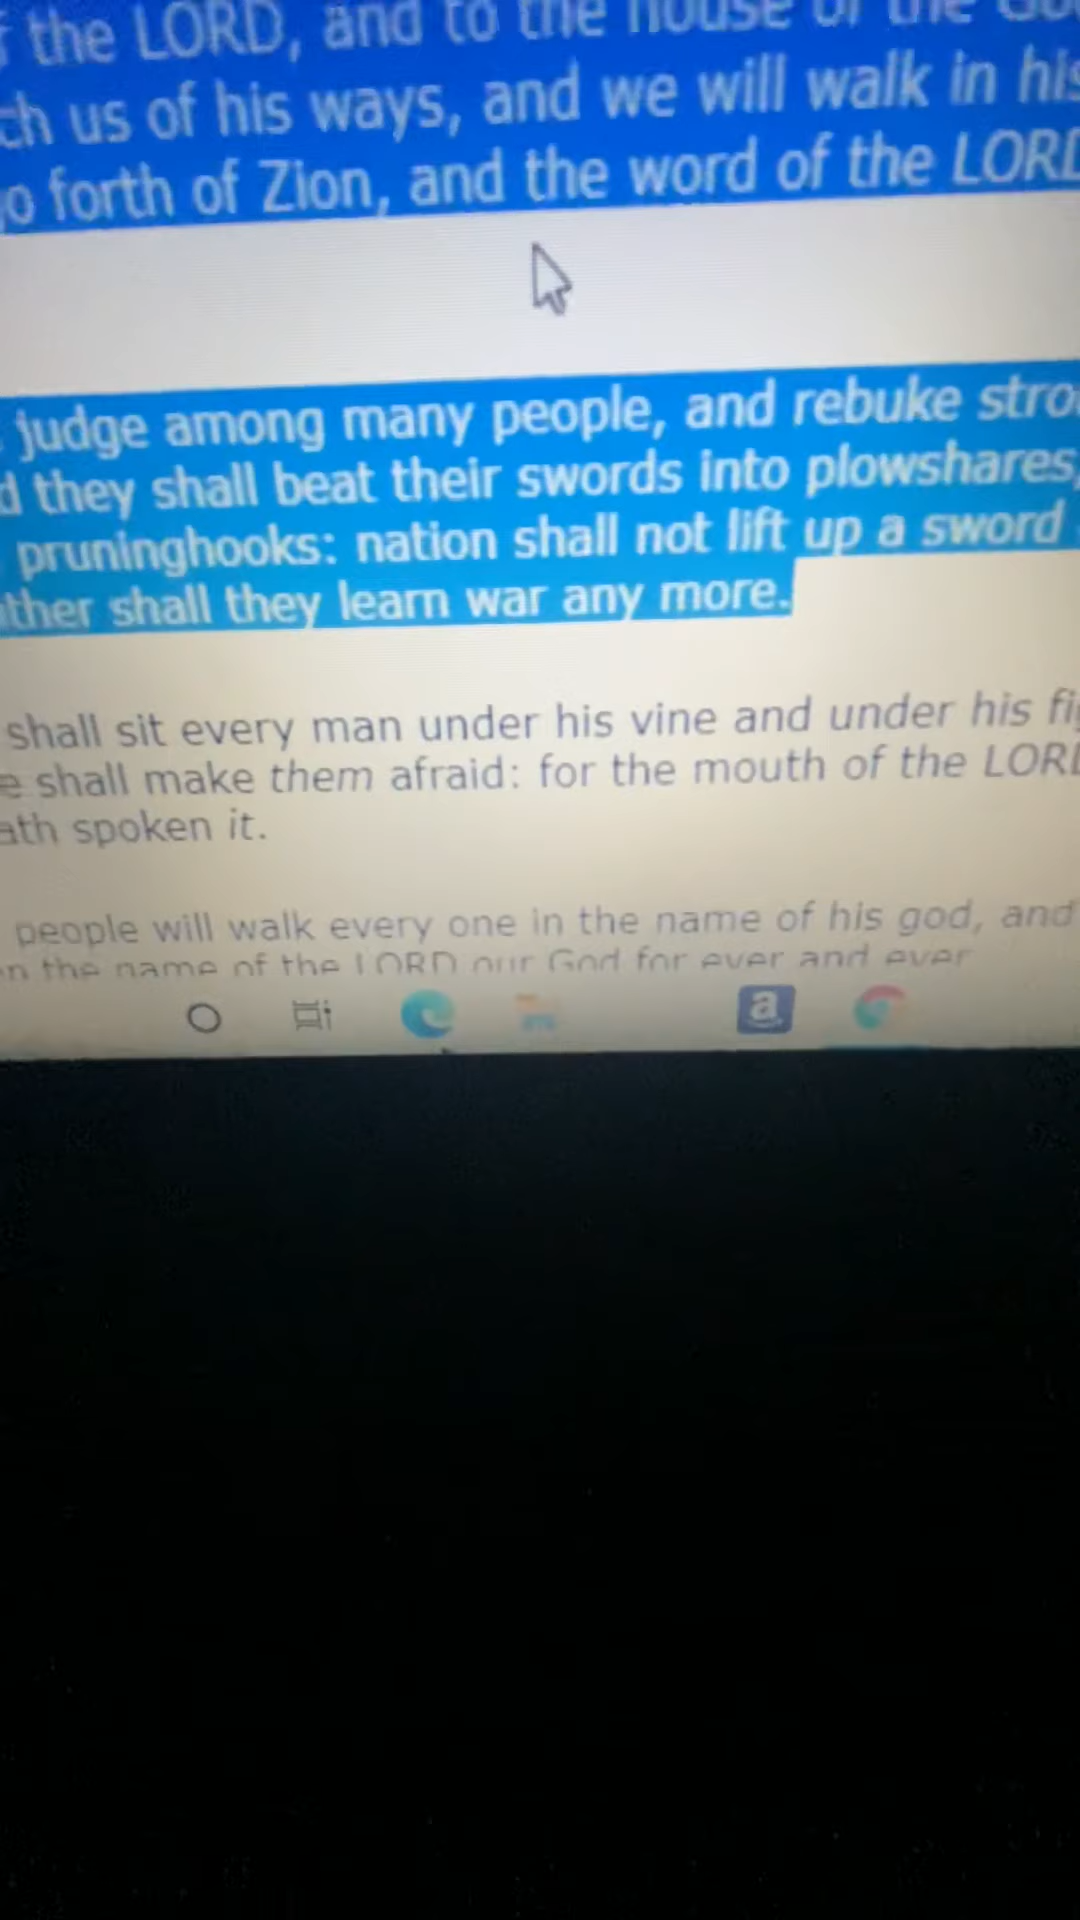 the LORD, and to the house of the
us of his ways, and we will walk in his
forth of Zion, and the word of the LORD
judge among many people, and rebuke
they shall beat their swords into plowshares,
pruninghooks: nation shall not lift up a sword
shall they learn war any more.
shall sit every man under his vine and under his
shall make them afraid: for the mouth of the LORD
spoken it.
people will walk every one in the name of his god, and
the name of the LORD our God for ever and ever
a